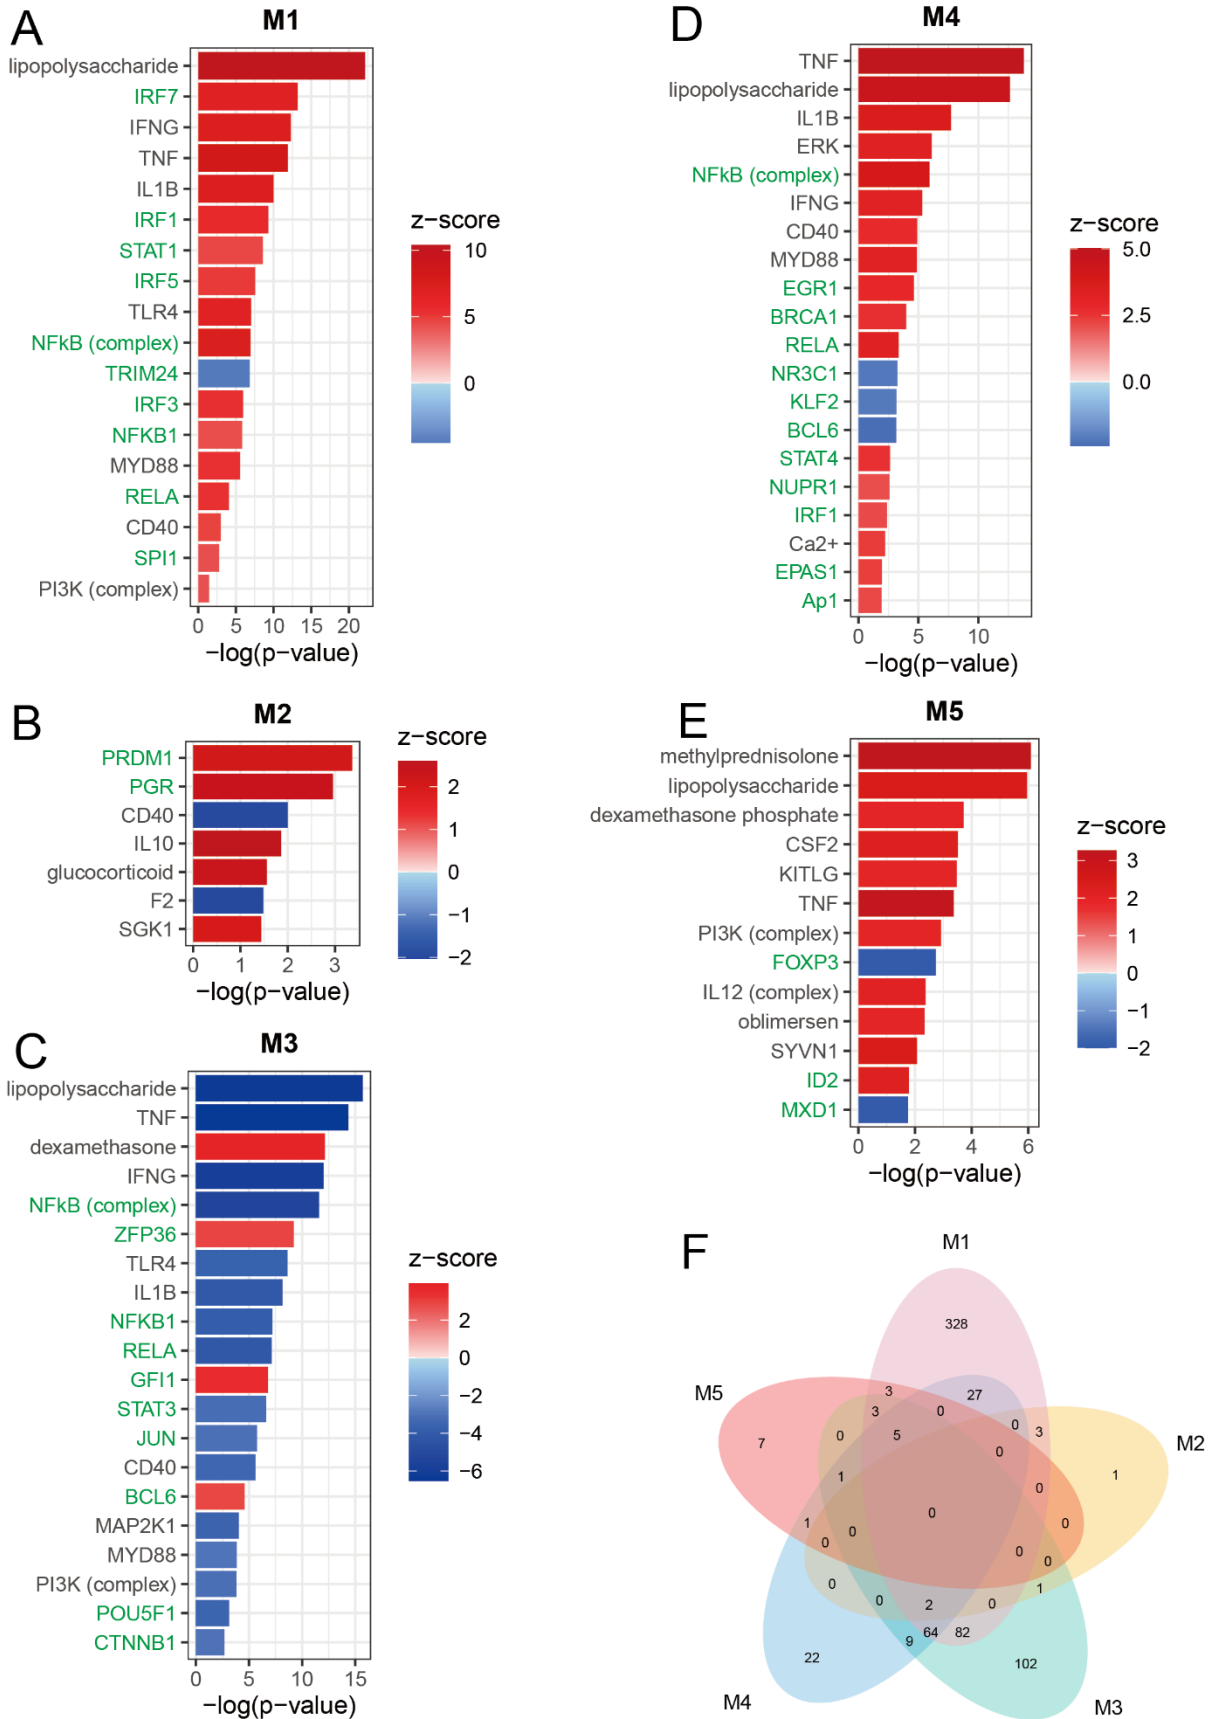 A
M1
lipopolysaccharide
IRF7
IFNG
TNF
IL1B
IRF1
STAT1
IRF5
TLR4
NFkB (complex)
TRIM24
IRF3
NFKB1
MYD88
RELA
CD40
SPI1
PI3K (complex)
0 5 10 15 20
−log(p−value)
z−score
10
5
0
B
M2
PRDM1
PGR
CD40
IL10
glucocorticoid
F2
SGK1
0 1 2 3
−log(p−value)
z−score
2
1
0
−1
−2
C
M3
lipopolysaccharide
TNF
dexamethasone
IFNG
NFkB (complex)
ZFP36
TLR4
IL1B
NFKB1
RELA
GFI1
STAT3
JUN
CD40
BCL6
MAP2K1
MYD88
PI3K (complex)
POU5F1
CTNNB1
0 5 10 15
−log(p−value)
z−score
2
0
−2
−4
−6
D
M4
TNF
lipopolysaccharide
IL1B
ERK
NFkB (complex)
IFNG
CD40
MYD88
EGR1
BRCA1
RELA
NR3C1
KLF2
BCL6
STAT4
NUPR1
IRF1
Ca2+
EPAS1
Ap1
0 5 10
−log(p−value)
z−score
5.0
2.5
0.0
E
M5
methylprednisolone
lipopolysaccharide
dexamethasone phosphate
CSF2
KITLG
TNF
PI3K (complex)
FOXP3
IL12 (complex)
oblimersen
SYVN1
ID2
MXD1
0 2 4 6
−log(p−value)
z−score
3
2
1
0
−1
−2
F
M1
328
M5
3
27
3
0
0
3
M2
7
0
5
0
1
1
0
0
1
0
0
0
0
0
0
0
0
1
0
2
0
9
64
82
22
102
M4
M3